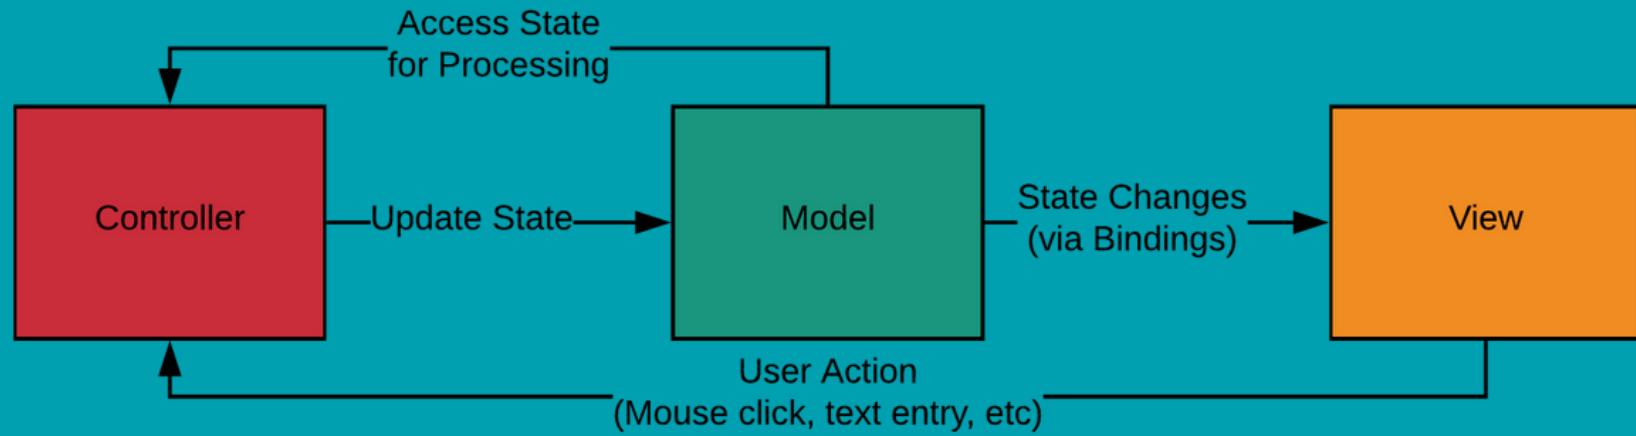 Access State
for Processing
Controller
Update State
Model
State Changes
(via Bindings)
View
User Action
(Mouse click, text entry, etc)